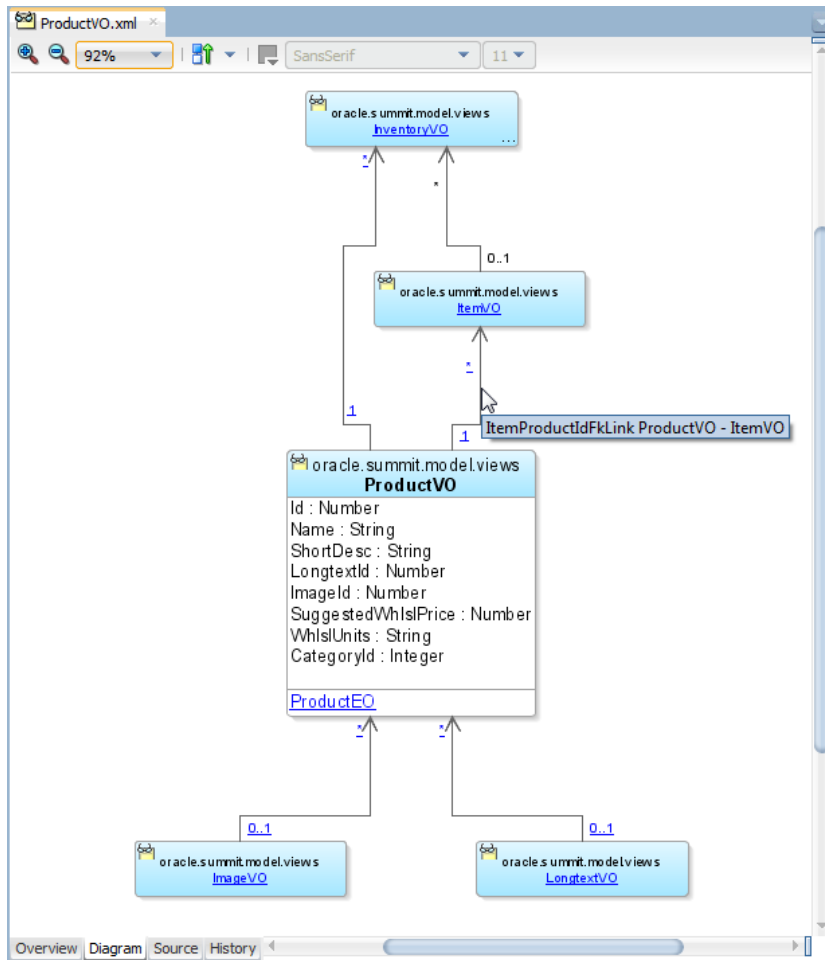 ProductVO.xml
92%
SansSerif
11
oracle.summit.model.views
InventoryVO
...
*
*
0..1
oracle.summit.model.views
ItemVO
*
1
1
ItemProductIdFkLink ProductVO - ItemVO
oracle.summit.model.views
ProductVO
Id : Number
Name : String
ShortDesc : String
LongtextId : Number
ImageId : Number
SuggestedWhlslPrice : Number
WhlslUnits : String
CategoryId : Integer
ProductEO
*
*
0..1
0..1
oracle.summit.model.views
ImageVO
oracle.summit.model.views
LongtextVO
Overview Diagram Source History